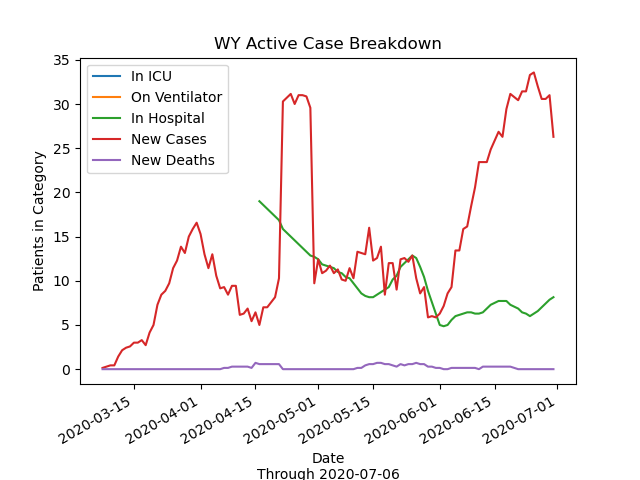 WY Active Case Breakdown
35
30
25
20
15
10
5
0
Patients in Category
In ICU
On Ventilator
In Hospital
New Cases
New Deaths
2020-03-15
2020-04-01
2020-04-15
2020-05-01
2020-05-15
2020-06-01
2020-06-15
2020-07-01
Date
Through 2020-07-06